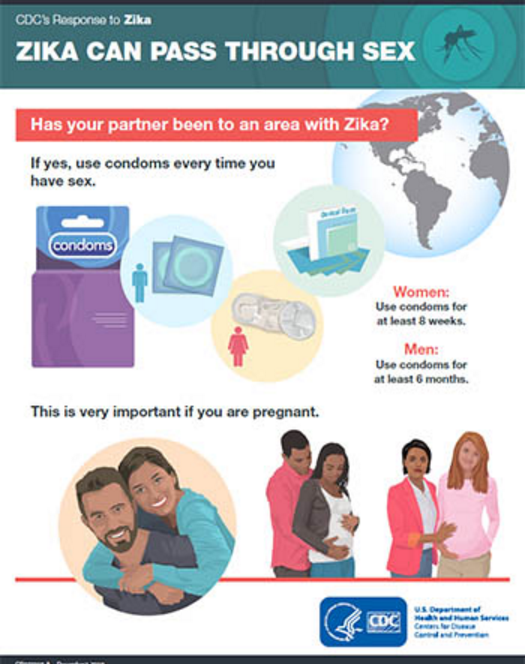 CDC's Response to Zika
ZIKA CAN PASS THROUGH SEX
Has your partner been to an area with Zika?
If yes, use condoms every time you
have sex.
condoms
Dental Dam
Women:
Use condoms for
at least 8 weeks.
Men:
Use condoms for
at least 6 months.
This is very important if you are pregnant.
CDC
U.S. Department of
Health and Human Services
Centers for Disease
Control and Prevention